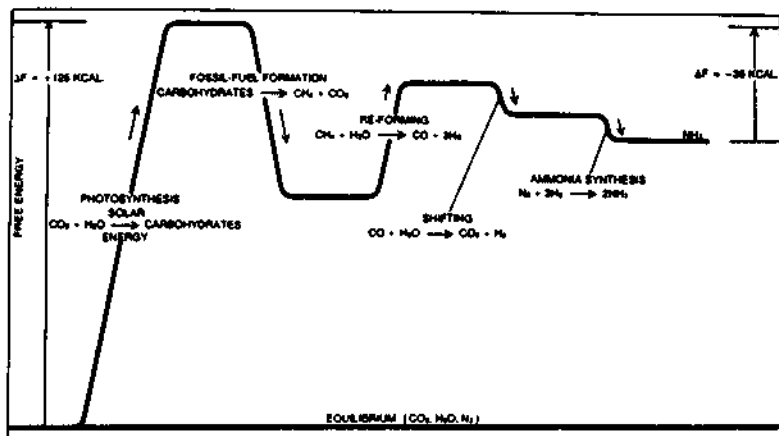 ΔF = +126 KCAL
FREE ENERGY
PHOTOSYNTHESIS
SOLAR
CO₂ + H₂O → CARBOHYDRATES
ENERGY
FOSSIL-FUEL FORMATION
CARBOHYDRATES → CH₄ + CO₂
RE-FORMING
CH₄ + H₂O → CO + 3H₂
SHIFTING
CO + H₂O → CO₂ + H₂
AMMONIA SYNTHESIS
N₂ + 3H₂ → 2NH₃
NH₃
ΔF = -36 KCAL
EQUILIBRIUM (CO₂, H₂O, N₂)